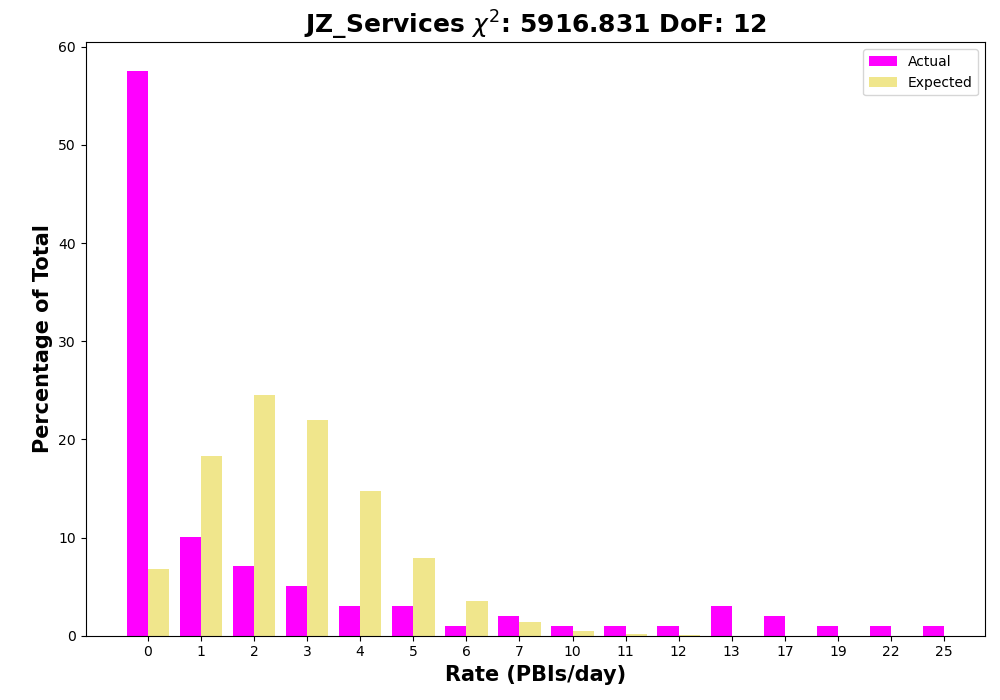 JZ_Services χ²: 5916.831 DoF: 12
Actual
Expected
60
50
40
30
20
10
0
Percentage of Total
0 1 2 3 4 5 6 7 10 11 12 13 17 19 22 25
Rate (PBIs/day)